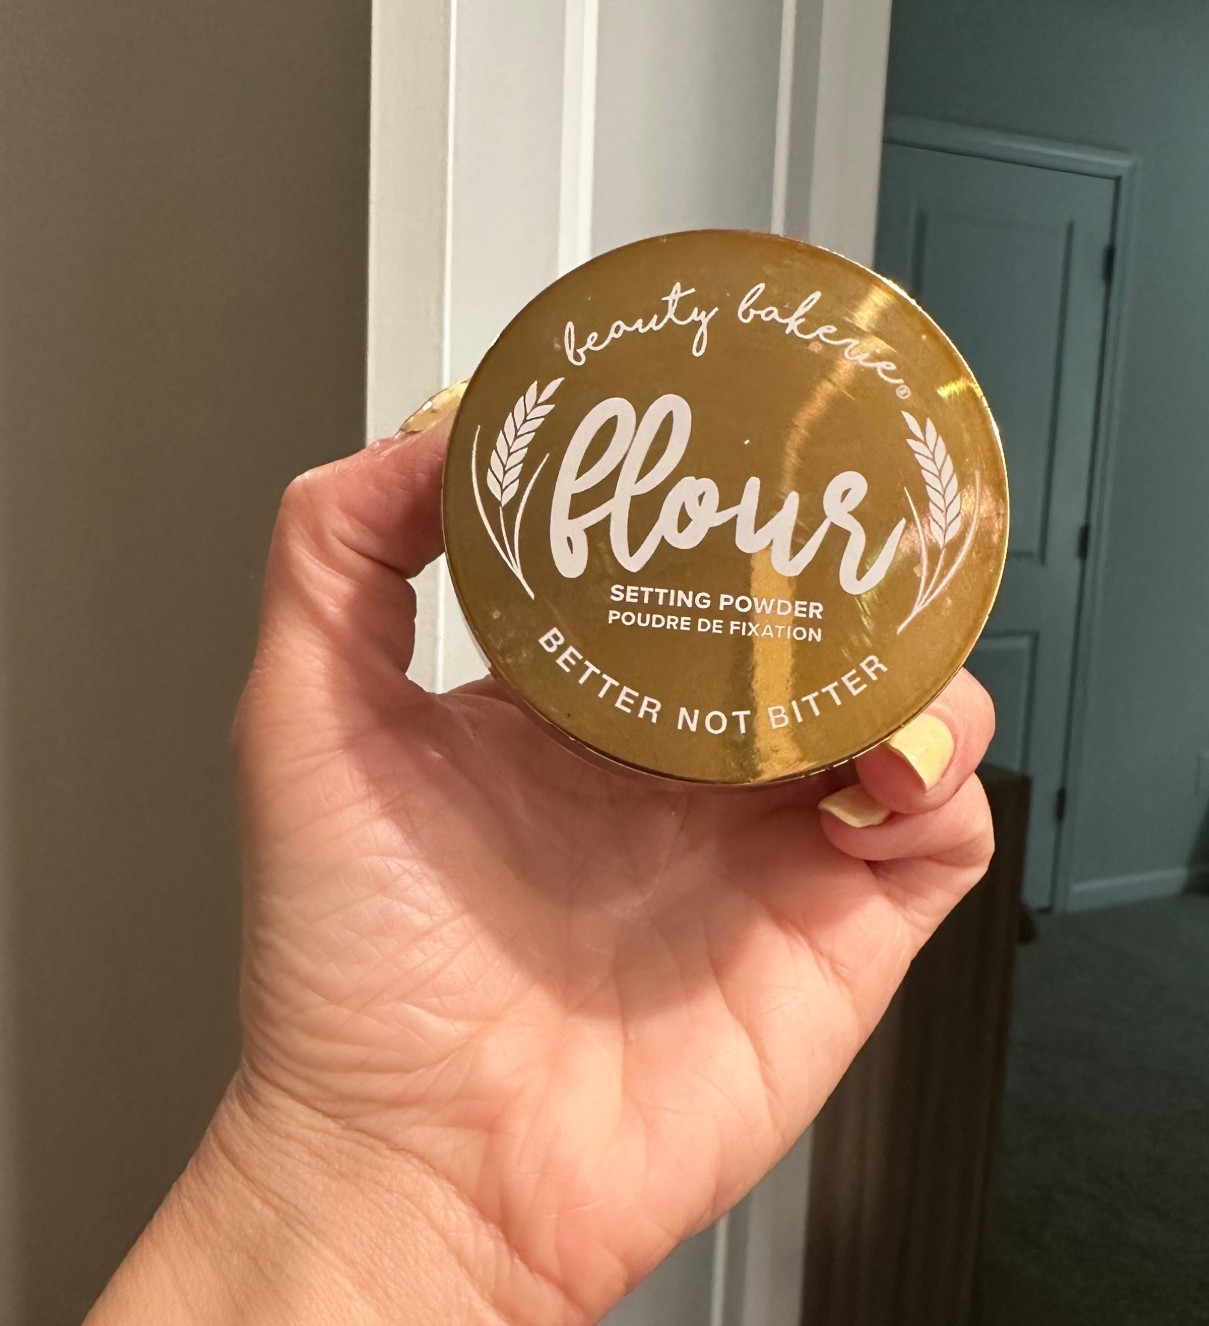 beauty bakerie®
flour
SETTING POWDER
POUDRE DE FIXATION
BETTER NOT BITTER